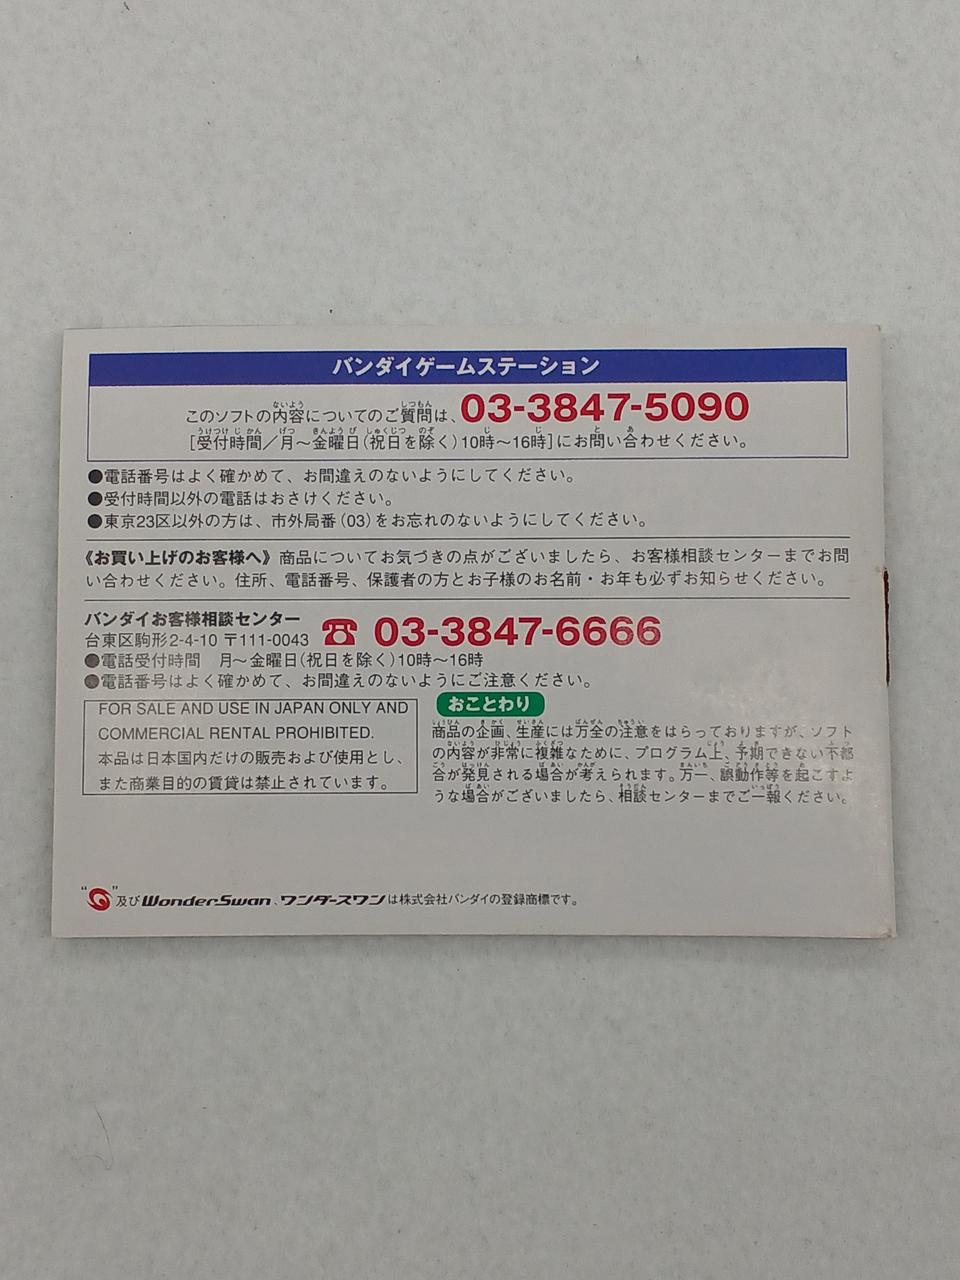 バンダイゲームステーション
このソフトの内容についてのご質問は、03-3847-5090
[受付時間／月～金曜日(祝日を除く)10時～16時]にお問い合わせください。
●電話番号はよく確かめて、お間違えのないようにしてください。
●受付時間以外の電話はおさけください。
●東京23区以外の方は、市外局番(03)をお忘れのないようにしてください。
《お買い上げのお客様へ》商品についてお気づきの点がございましたら、お客様相談センターまでお問
い合わせください。住所、電話番号、保護者の方とお子様のお名前・お年も必ずお知らせください。
バンダイお客様相談センター
台東区駒形2-4-10 〒111-0043 ☎ 03-3847-6666
●電話受付時間　月～金曜日(祝日を除く)10時～16時
●電話番号はよく確かめて、お間違えのないようにご注意ください。
FOR SALE AND USE IN JAPAN ONLY AND
COMMERCIAL RENTAL PROHIBITED.
本品は日本国内だけの販売および使用とし、
また商業目的の賃貸は禁止されています。
おことわり
商品の企画、生産には万全の注意をはらっておりますが、ソフト
の内容が非常に複雑なために、プログラム上、予期できない不都
合が発見される場合が考えられます。万一、誤動作等を起こすよ
うな場合がございましたら、相談センターまでご一報ください。
“ ”及びWonderSwan、ワンダースワンは株式会社バンダイの登録商標です。